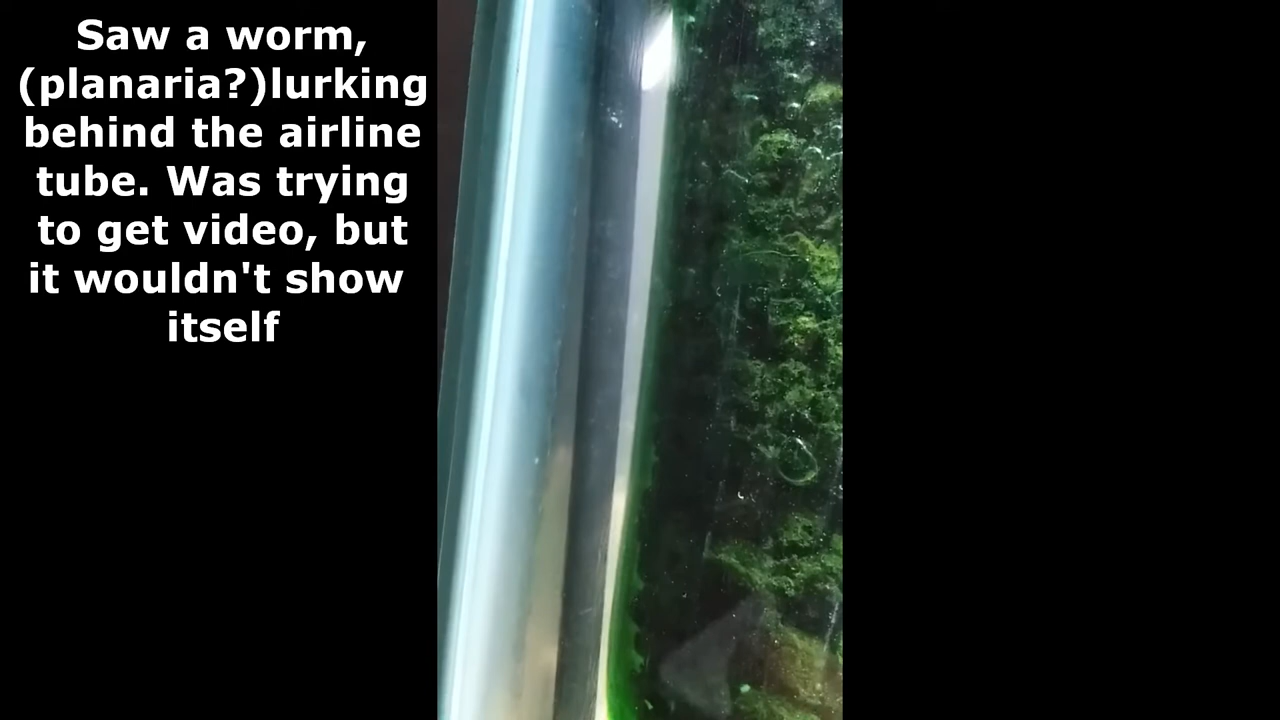 Saw a worm,
(planaria?)lurking
behind the airline
tube. Was trying
to get video, but
it wouldn't show
itself